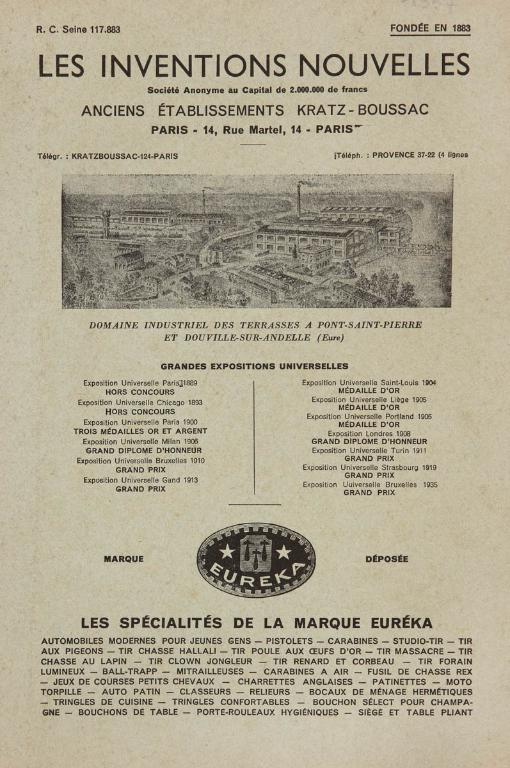 R. C. Seine 117.883
FONDÉE EN 1883
LES INVENTIONS NOUVELLES
Société Anonyme au Capital de 2.000.000 de francs
ANCIENS ÉTABLISSEMENTS KRATZ-BOUSSAC
PARIS - 14, Rue Martel, 14 - PARIS
Télégr. : KRATZBOUSSAC-124-PARIS
Téléph. : PROVENCE 37-22 (4 lignes
DOMAINE INDUSTRIEL DES TERRASSES A PONT-SAINT-PIERRE
ET DOUVILLE-SUR-ANDELLE (Eure)
GRANDES EXPOSITIONS UNIVERSELLES
Exposition Universelle Paris 1889
HORS CONCOURS
Exposition Universelle Chicago 1893
HORS CONCOURS
Exposition Universelle Paris 1900
TROIS MÉDAILLES OR ET ARGENT
Exposition Universelle Milan 1906
GRAND DIPLOME D'HONNEUR
Exposition Universelle Bruxelles 1910
GRAND PRIX
Exposition Universelle Gand 1913
GRAND PRIX
Exposition Universelle Saint-Louis 1904
MÉDAILLE D'OR
Exposition Universelle Liége 1905
MÉDAILLE D'OR
Exposition Universelle Portland 1905
MÉDAILLE D'OR
Exposition Londres 1908
GRAND DIPLOME D'HONNEUR
Exposition Universelle Turin 1911
GRAND PRIX
Exposition Universelle Strasbourg 1919
GRAND PRIX
Exposition Uuiverselle Bruxelles 1935
GRAND PRIX
MARQUE
EUREKA
DÉPOSÉE
LES SPÉCIALITÉS DE LA MARQUE EURÉKA
AUTOMOBILES MODERNES POUR JEUNES GENS — PISTOLETS — CARABINES — STUDIO-TIR — TIR
AUX PIGEONS — TIR CHASSE HALLALI — TIR POULE AUX ŒUFS D'OR — TIR MASSACRE — TIR
CHASSE AU LAPIN — TIR CLOWN JONGLEUR — TIR RENARD ET CORBEAU — TIR FORAIN
LUMINEUX — BALL-TRAPP — MITRAILLEUSES — CARABINES A AIR — FUSIL DE CHASSE REX
— JEUX DE COURSES PETITS CHEVAUX — CHARRETTES ANGLAISES — PATINETTES — MOTO
TORPILLE — AUTO PATIN — CLASSEURS — RELIEURS — BOCAUX DE MÉNAGE HERMÉTIQUES
— TRINGLES DE CUISINE — TRINGLES CONFORTABLES — BOUCHON SÉLECT POUR CHAMPA-
GNE — BOUCHONS DE TABLE — PORTE-ROULEAUX HYGIÉNIQUES — SIÈGE ET TABLE PLIANT